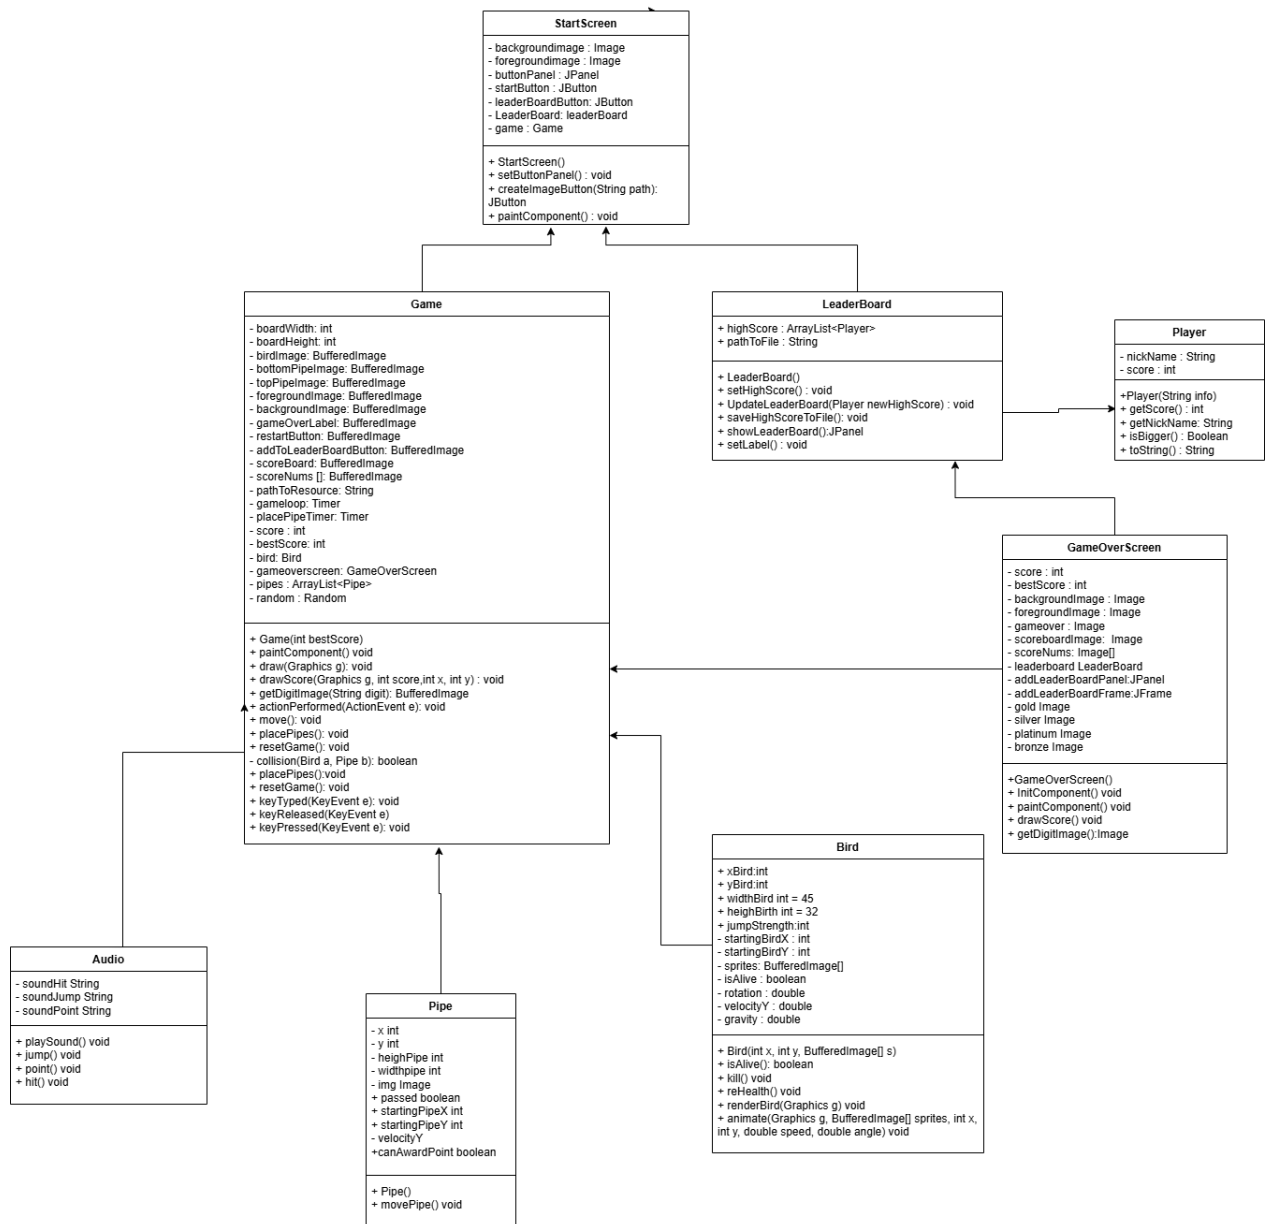 StartScreen
- backgroundimage : Image
- foregroundimage : Image
- buttonPanel : JPanel
- startButton : JButton
- leaderBoardButton: JButton
- LeaderBoard: leaderBoard
- game : Game
+ StartScreen()
+ setButtonPanel() : void
+ createImageButton(String path):
JButton
+ paintComponent() : void
Game
- boardWidth: int
- boardHeight: int
- birdImage: BufferedImage
- bottomPipeImage: BufferedImage
- topPipeImage: BufferedImage
- foregroundImage: BufferedImage
- backgroundImage: BufferedImage
- gameOverLabel: BufferedImage
- restartButton: BufferedImage
- addToLeaderBoardButton: BufferedImage
- scoreBoard: BufferedImage
- scoreNums []: BufferedImage
- pathToResource: String
- gameloop: Timer
- placePipeTimer: Timer
- score : int
- bestScore: int
- bird: Bird
- gameoverscreen: GameOverScreen
- pipes : ArrayList<Pipe>
- random : Random
+ Game(int bestScore)
+ paintComponent() void
+ draw(Graphics g): void
+ drawScore(Graphics g, int score,int x, int y) : void
+ getDigitImage(String digit): BufferedImage
+ actionPerformed(ActionEvent e): void
+ move(): void
+ placePipes(): void
+ resetGame(): void
- collision(Bird a, Pipe b): boolean
+ placePipes():void
+ resetGame(): void
+ keyTyped(KeyEvent e): void
+ keyReleased(KeyEvent e)
+ keyPressed(KeyEvent e): void
LeaderBoard
+ highScore : ArrayList<Player>
+ pathToFile : String
+ LeaderBoard()
+ setHighScore() : void
+ UpdateLeaderBoard(Player newHighScore) : void
+ saveHighScoreToFile(): void
+ showLeaderBoard():JPanel
+ setLabel() : void
Player
- nickName : String
- score : int
+Player(String info)
+ getScore() : int
+ getNickName: String
+ isBigger() : Boolean
+ toString() : String
GameOverScreen
- score : int
- bestScore : int
- backgroundImage : Image
- foregroundImage : Image
- gameover : Image
- scoreboardImage: Image
- scoreNums: Image[]
- leaderboard LeaderBoard
- addLeaderBoardPanel:JPanel
- addLeaderBoardFrame:JFrame
- gold Image
- silver Image
- platinum Image
- bronze Image
+GameOverScreen()
+ InitComponent() void
+ paintComponent() void
+ drawScore() void
+ getDigitImage():Image
Bird
+ xBird:int
+ yBird:int
+ widthBird int = 45
+ heighBirth int = 32
+ jumpStrength:int
- startingBirdX : int
- startingBirdY : int
- sprites: BufferedImage[]
- isAlive : boolean
- rotation : double
- velocityY : double
- gravity : double
+ Bird(int x, int y, BufferedImage[] s)
+ isAlive(): boolean
+ kill() void
+ reHealth() void
+ renderBird(Graphics g) void
+ animate(Graphics g, BufferedImage[] sprites, int x,
int y, double speed, double angle) void
Audio
- soundHit String
- soundJump String
- soundPoint String
+ playSound() void
+ jump() void
+ point() void
+ hit() void
Pipe
- x int
- y int
- heighPipe int
- widthpipe int
- img Image
+ passed boolean
+ startingPipeX int
+ startingPipeY int
- velocityY
+canAwardPoint boolean
+ Pipe()
+ movePipe() void